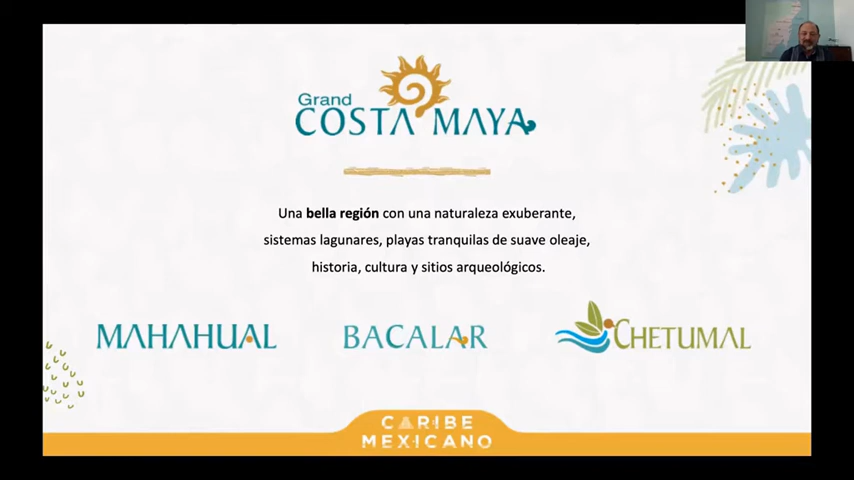 Grand
COSTA MAYA
Una bella región con una naturaleza exuberante,
sistemas lagunares, playas tranquilas de suave oleaje,
historia, cultura y sitios arqueológicos.
MAHAHUAL
BACALAR
CHETUMAL
CARIBE
MEXICANO